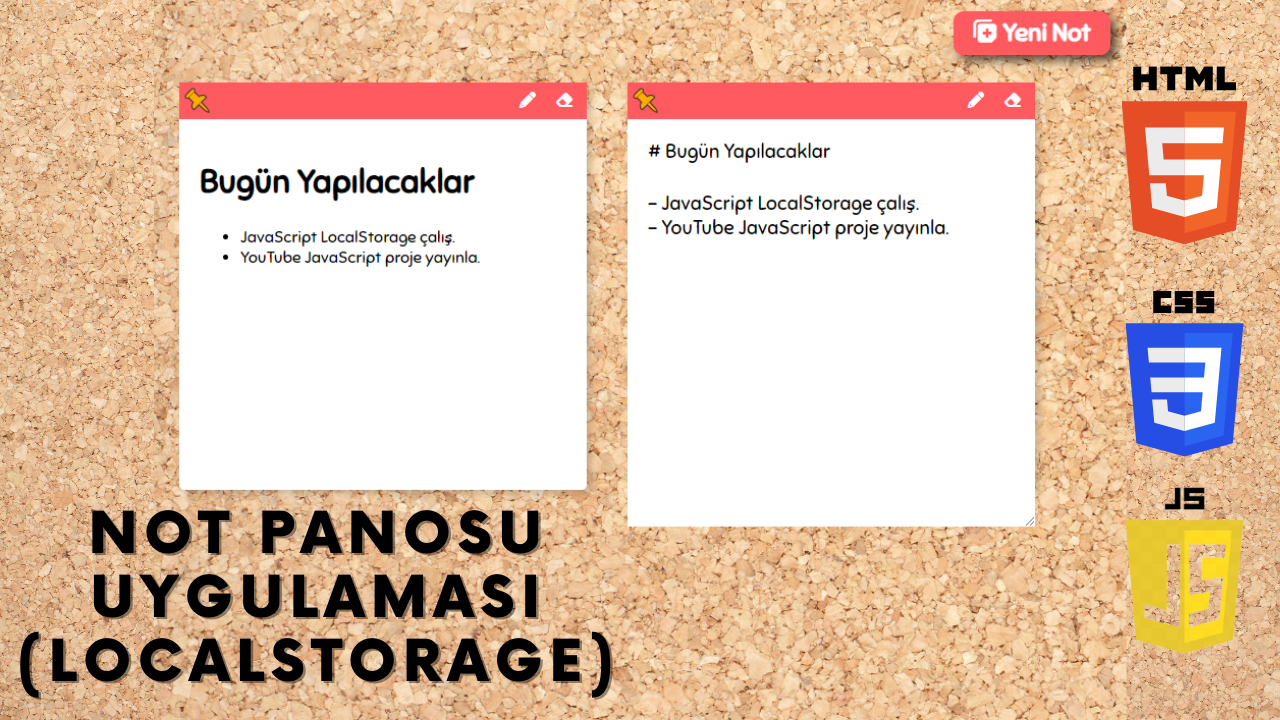 Yeni Not
Bugün Yapılacaklar
JavaScript LocalStorage çalış.
YouTube JavaScript proje yayınla.
# Bugün Yapılacaklar
- JavaScript LocalStorage çalış.
- YouTube JavaScript proje yayınla.
HTML
5
CSS
3
JS
JS
NOT PANOSU
UYGULAMASI
(LOCALSTORAGE)